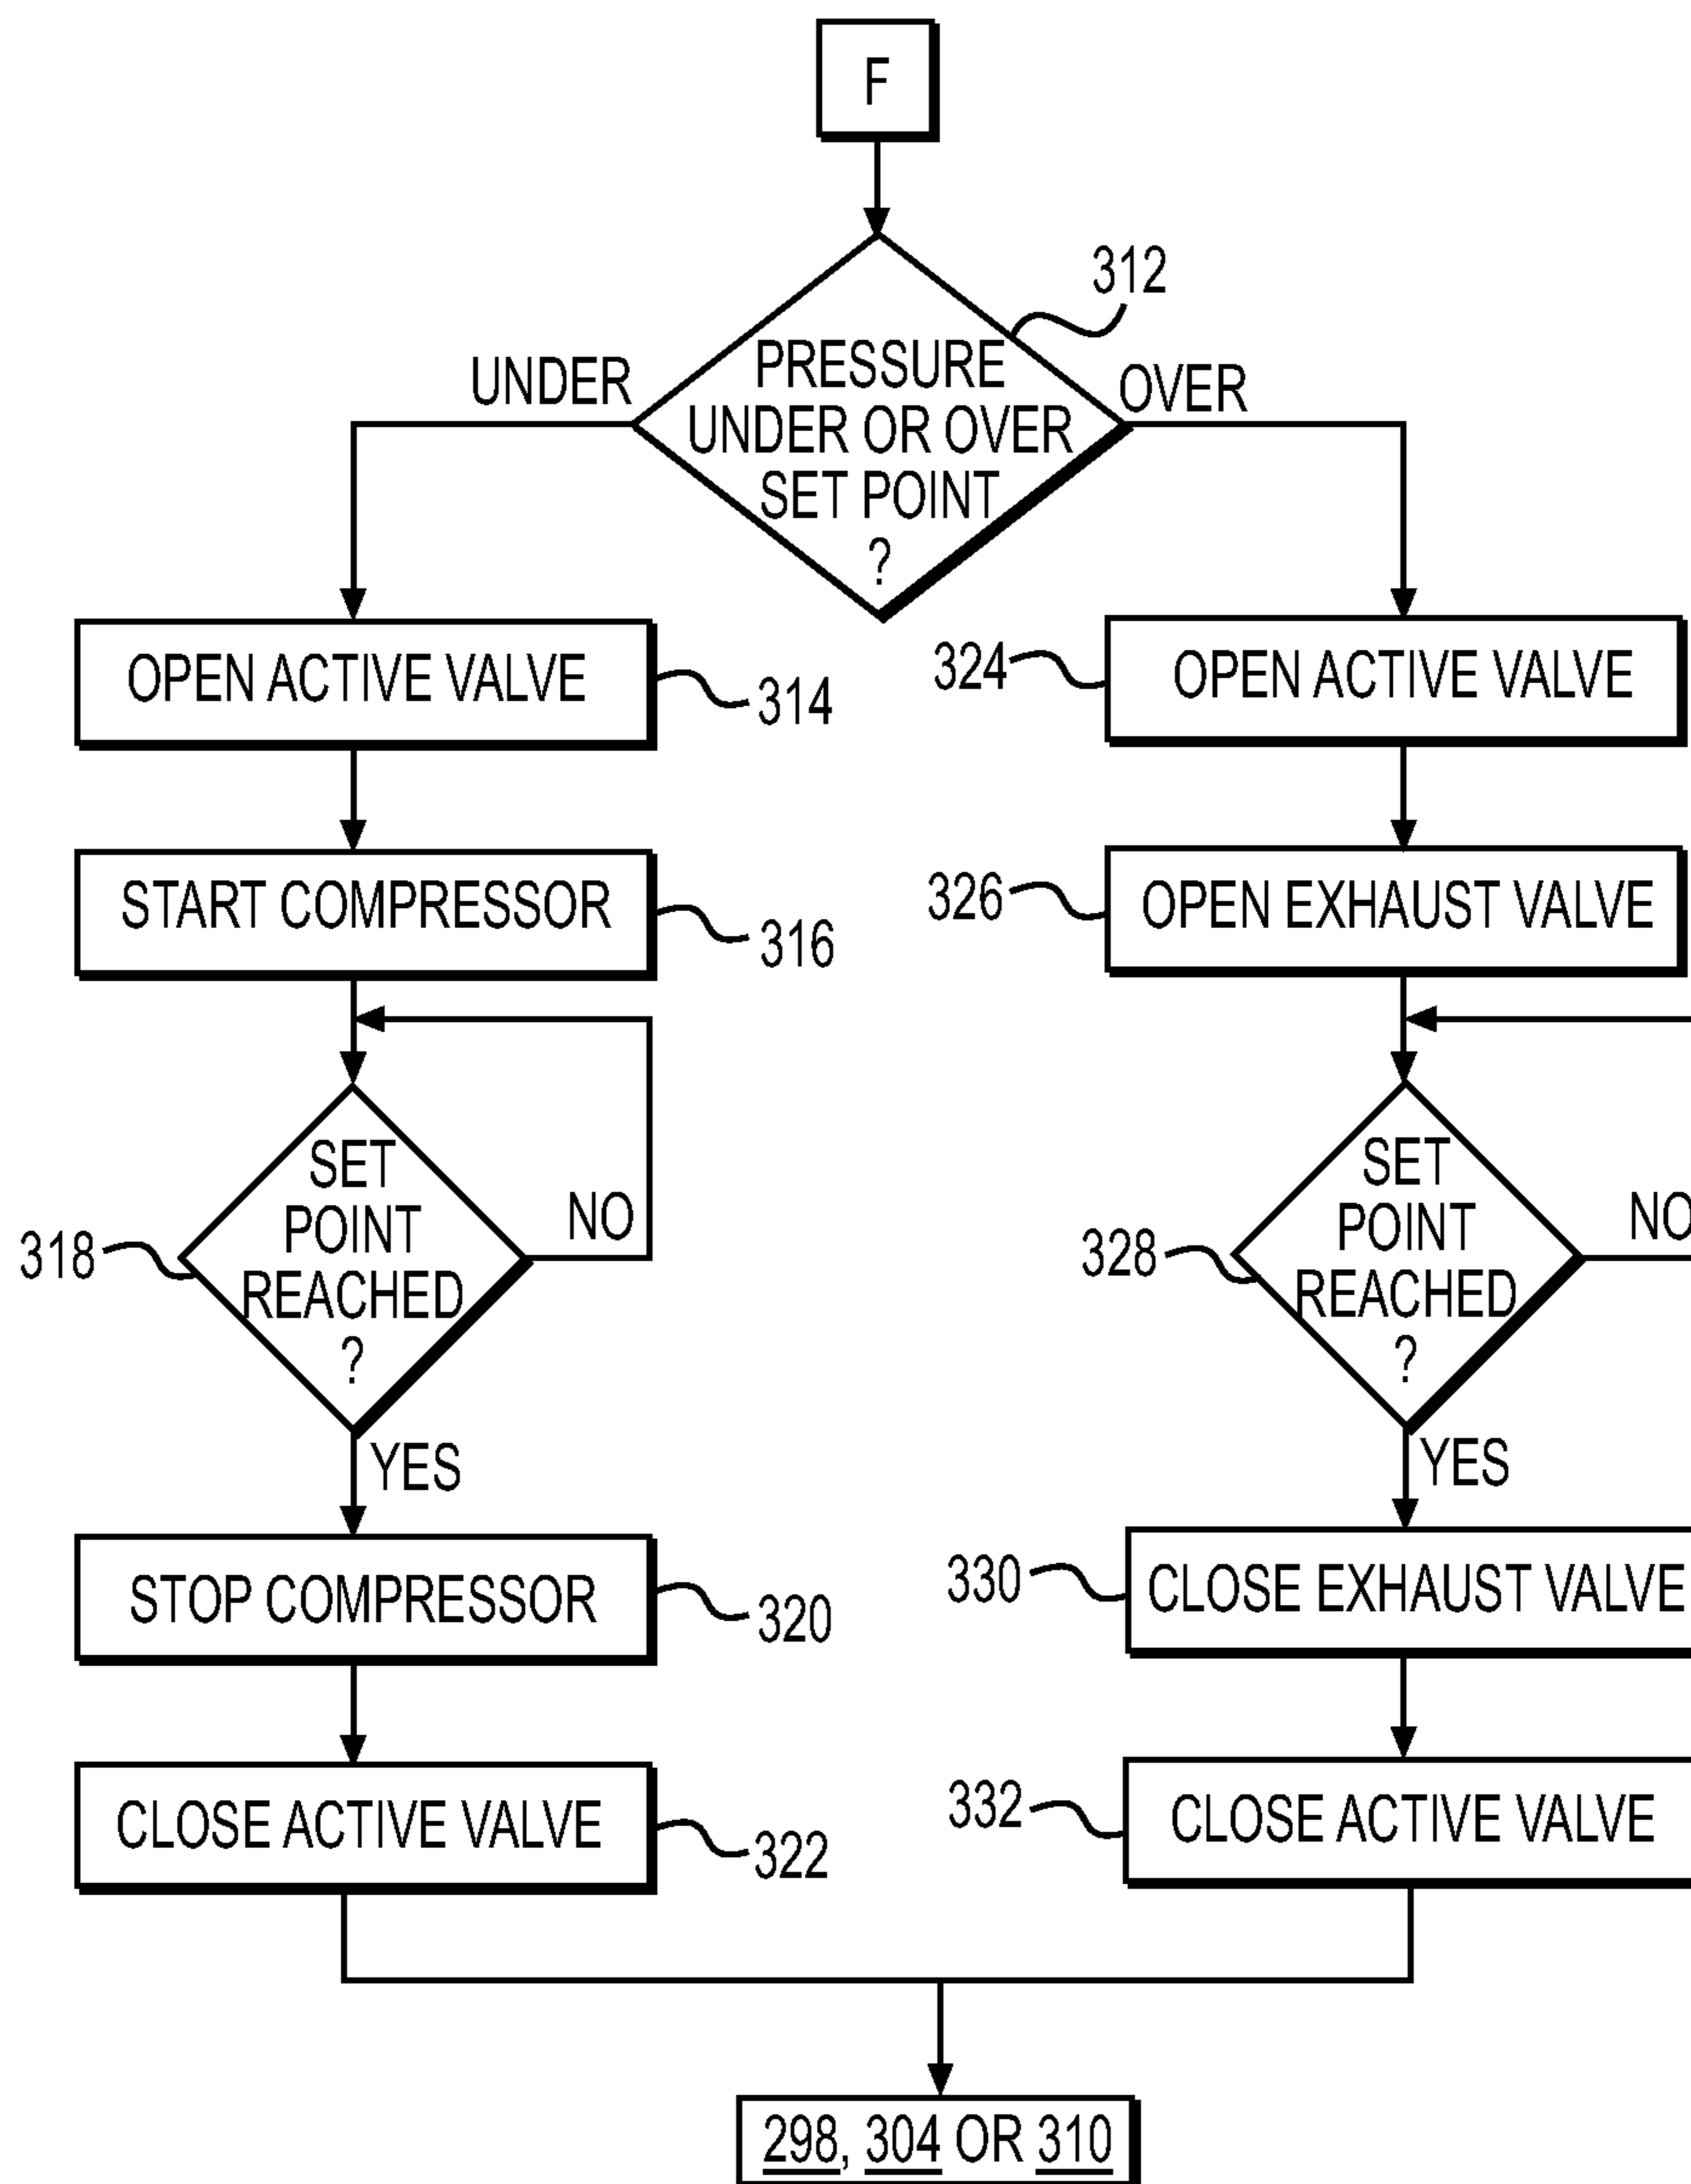 F
312
PRESSURE
UNDER OR OVER
SET POINT
?
UNDER
OVER
OPEN ACTIVE VALVE
314
START COMPRESSOR
316
SET
POINT
REACHED
?
318
NO
YES
STOP COMPRESSOR
320
CLOSE ACTIVE VALVE
322
324
OPEN ACTIVE VALVE
326
OPEN EXHAUST VALVE
SET
POINT
REACHED
?
328
NO
YES
330
CLOSE EXHAUST VALVE
332
CLOSE ACTIVE VALVE
298, 304 OR 310